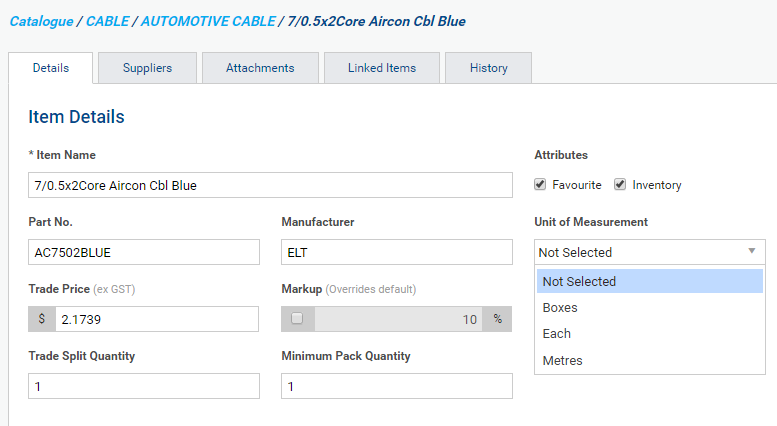 Catalogue / CABLE / AUTOMOTIVE CABLE / 7/0.5x2Core Aircon Cbl Blue
Details Suppliers Attachments Linked Items History
Item Details
* Item Name
7/0.5x2Core Aircon Cbl Blue
Attributes
Favourite Inventory
Part No.
AC7502BLUE
Manufacturer
ELT
Unit of Measurement
Not Selected
Not Selected
Boxes
Each
Metres
Trade Price (ex GST)
$ 2.1739
Markup (Overrides default)
10 %
Trade Split Quantity
1
Minimum Pack Quantity
1